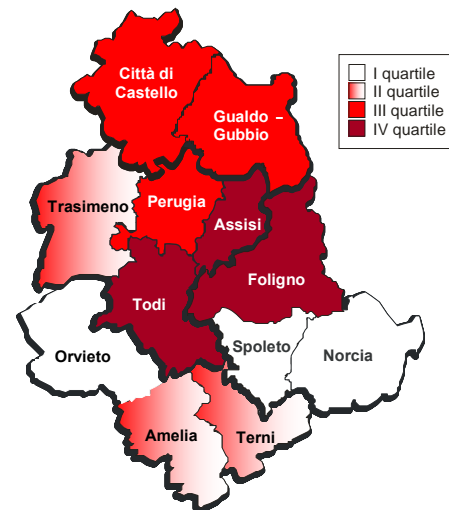 Città di
Castello
I quartile
II quartile
III quartile
IV quartile
Gualdo –
Gubbio
Trasimeno
Perugia
Assisi
Foligno
Todi
Spoleto
Norcia
Orvieto
Amelia
Terni